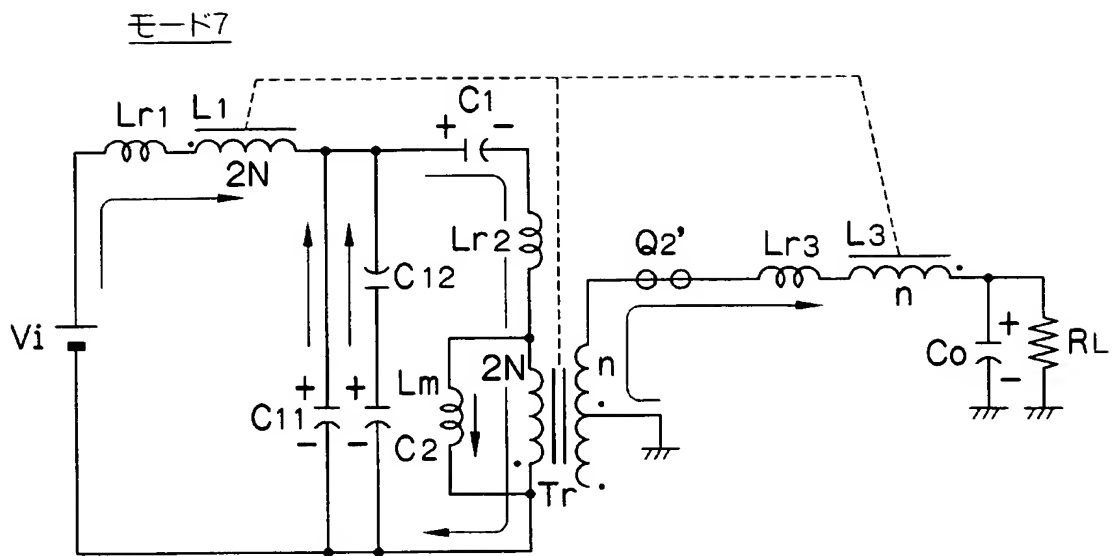 モード7
Lr1
L1
2N
C1
+
-
Lr2
C12
Q2'
Lr3
L3
n
Vi
+
C11
-
+
C2
-
Lm
2N
n
Tr
Co
+
-
RL